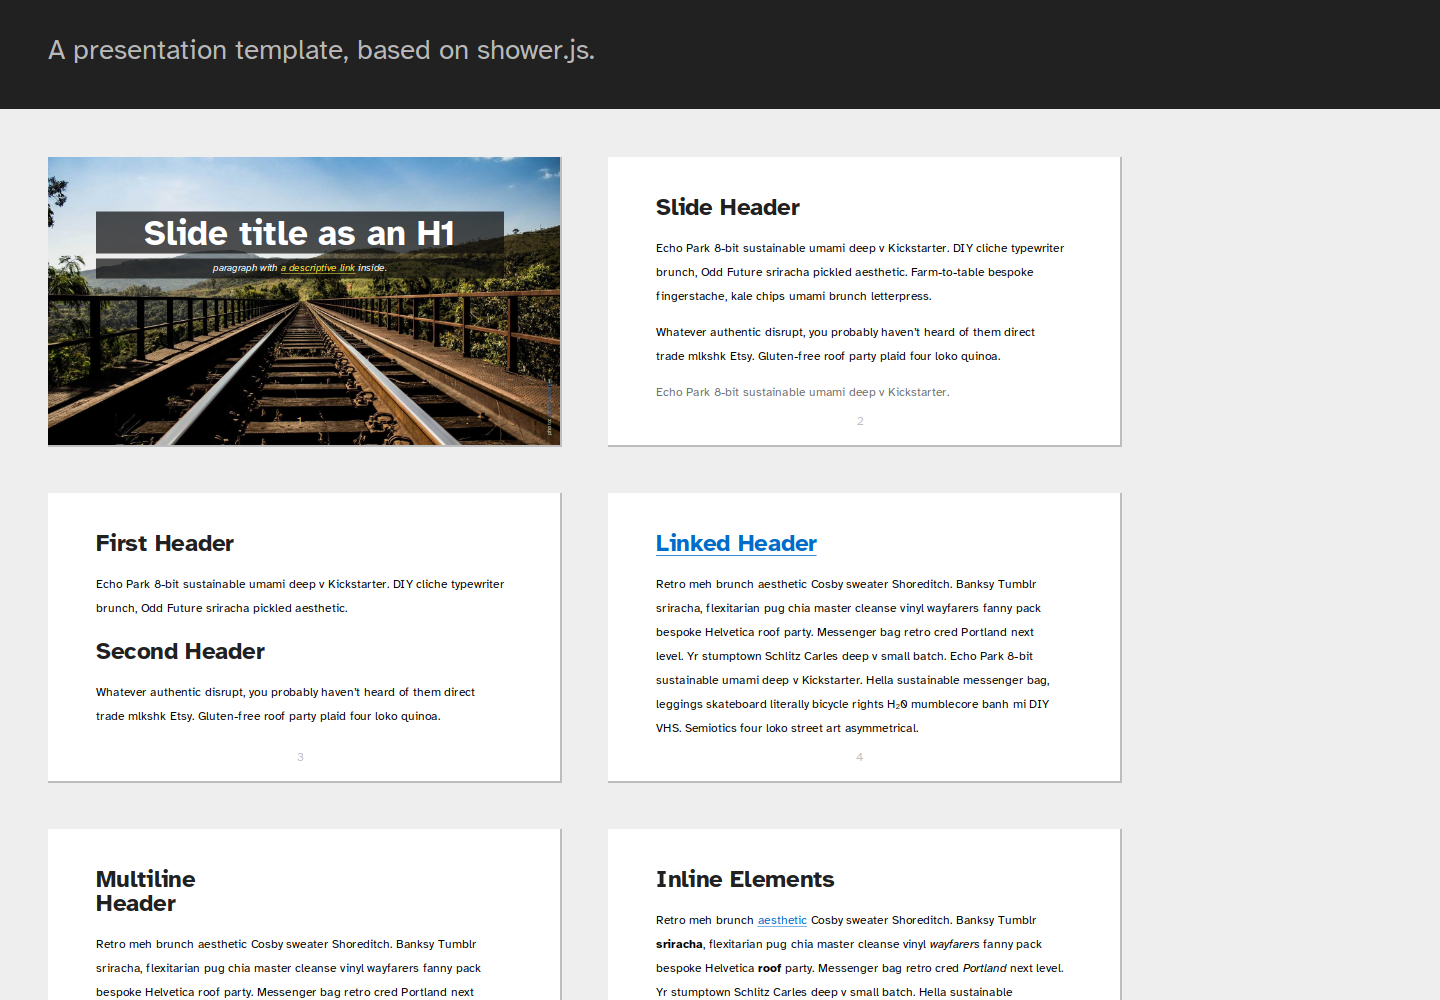 A presentation template, based on shower.js.
Slide title as an H1
paragraph with a descriptive link inside.
1
Slide Header
Echo Park 8-bit sustainable umami deep v Kickstarter. DIY cliche typewriter
brunch, Odd Future sriracha pickled aesthetic. Farm-to-table bespoke
fingerstache, kale chips umami brunch letterpress.
Whatever authentic disrupt, you probably haven't heard of them direct
trade mlkshk Etsy. Gluten-free roof party plaid four loko quinoa.
Echo Park 8-bit sustainable umami deep v Kickstarter.
2
First Header
Echo Park 8-bit sustainable umami deep v Kickstarter. DIY cliche typewriter
brunch, Odd Future sriracha pickled aesthetic.
Second Header
Whatever authentic disrupt, you probably haven't heard of them direct
trade mlkshk Etsy. Gluten-free roof party plaid four loko quinoa.
3
Linked Header
Retro meh brunch aesthetic Cosby sweater Shoreditch. Banksy Tumblr
sriracha, flexitarian pug chia master cleanse vinyl wayfarers fanny pack
bespoke Helvetica roof party. Messenger bag retro cred Portland next
level. Yr stumptown Schlitz Carles deep v small batch. Echo Park 8-bit
sustainable umami deep v Kickstarter. Hella sustainable messenger bag,
leggings skateboard literally bicycle rights H₂0 mumblecore banh mi DIY
VHS. Semiotics four loko street art asymmetrical.
4
Multiline
Header
Retro meh brunch aesthetic Cosby sweater Shoreditch. Banksy Tumblr
sriracha, flexitarian pug chia master cleanse vinyl wayfarers fanny pack
bespoke Helvetica roof party. Messenger bag retro cred Portland next
Inline Elements
Retro meh brunch aesthetic Cosby sweater Shoreditch. Banksy Tumblr
sriracha, flexitarian pug chia master cleanse vinyl wayfarers fanny pack
bespoke Helvetica roof party. Messenger bag retro cred Portland next level.
Yr stumptown Schlitz Carles deep v small batch. Hella sustainable